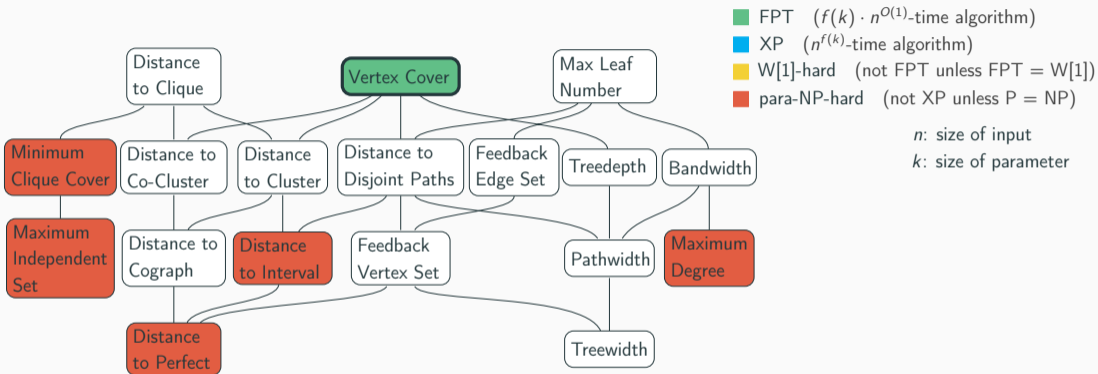 FPT (f(k) · n^{O(1)}-time algorithm)
XP (n^{f(k)}-time algorithm)
W[1]-hard (not FPT unless FPT = W[1])
para-NP-hard (not XP unless P = NP)
n: size of input
k: size of parameter
Distance
to Clique
Vertex Cover
Max Leaf
Number
Minimum
Clique Cover
Distance to
Co-Cluster
Distance
to Cluster
Distance to
Disjoint Paths
Feedback
Edge Set
Treedepth
Bandwidth
Maximum
Independent
Set
Distance to
Cograph
Distance
to Interval
Feedback
Vertex Set
Pathwidth
Maximum
Degree
Distance
to Perfect
Treewidth